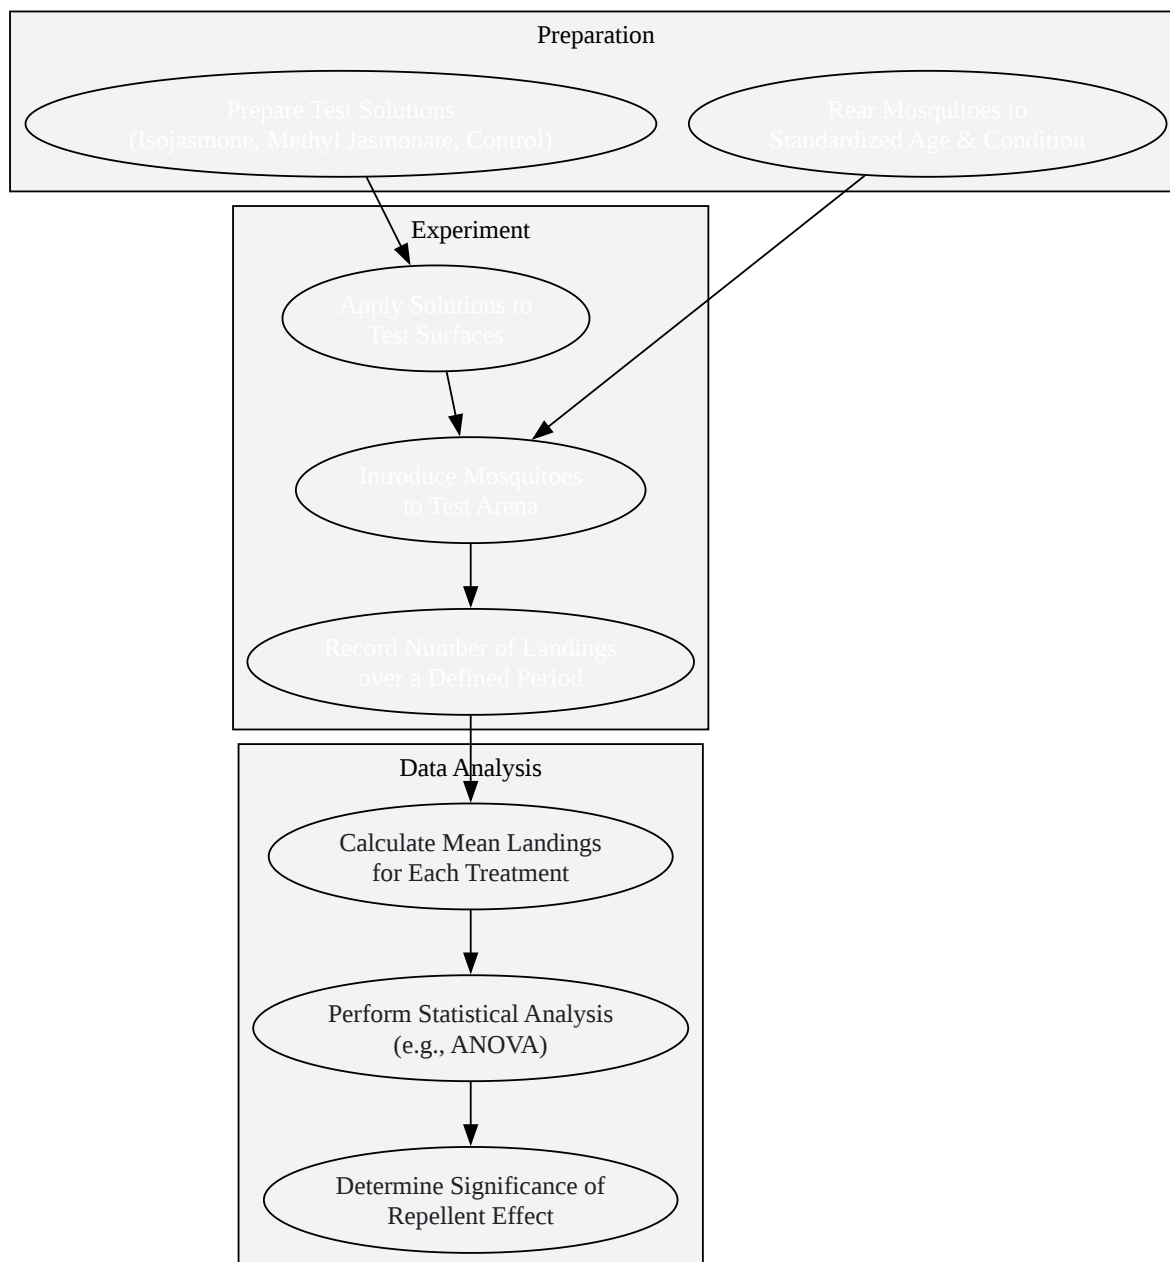 Preparation
Prepare Test Solutions
(Isojasmone, Methyl Jasmonate, Control)
Rear Mosquitoes to
Standardized Age & Condition
Experiment
Apply Solutions to
Test Surfaces
Introduce Mosquitoes
to Test Arena
Record Number of Landings
over a Defined Period
Data Analysis
Calculate Mean Landings
for Each Treatment
Perform Statistical Analysis
(e.g., ANOVA)
Determine Significance of
Repellent Effect